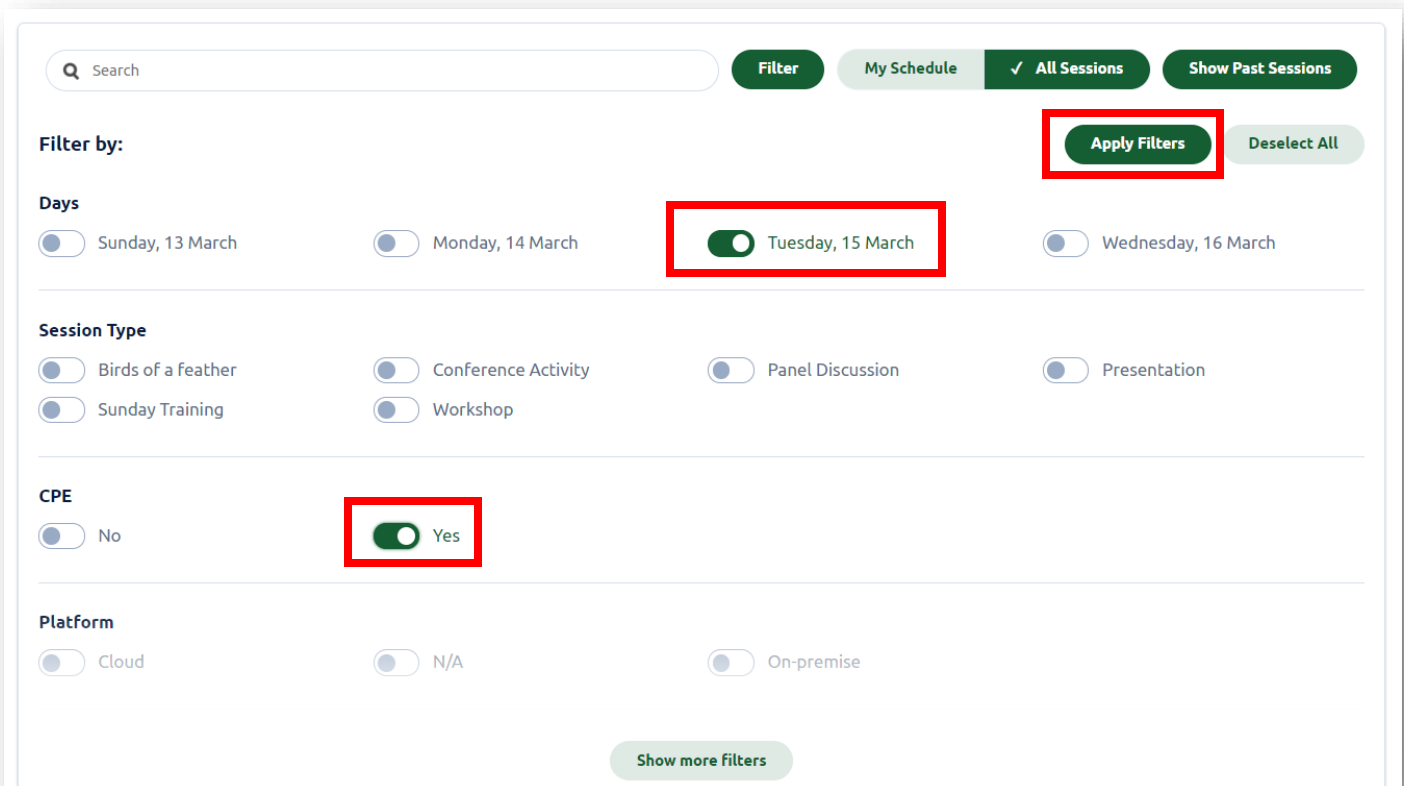 Search Filter My Schedule ✓ All Sessions Show Past Sessions
Filter by: Apply Filters Deselect All
Days
Sunday, 13 March Monday, 14 March Tuesday, 15 March Wednesday, 16 March
Session Type
Birds of a feather Conference Activity Panel Discussion Presentation
Sunday Training Workshop
CPE
No Yes
Platform
Cloud N/A On-premise
Show more filters